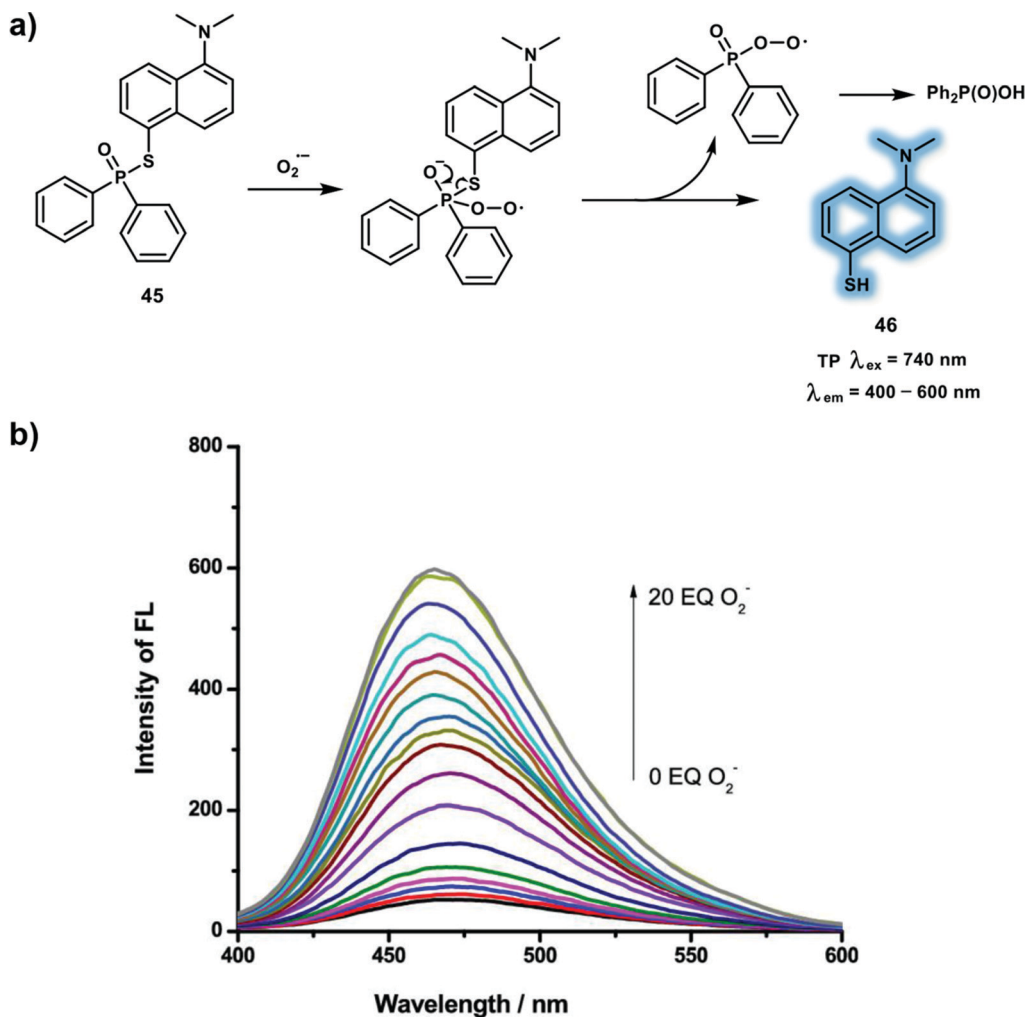 a)
N
O
P
S
45
O₂˙⁻
N
O⁻
S
P
O–O·
O
P
O–O·
Ph₂P(O)OH
N
SH
46
TP λex = 740 nm
λem = 400 – 600 nm
b)
Intensity of FL
800
600
400
200
0
20 EQ O₂⁻
0 EQ O₂⁻
400
450
500
550
600
Wavelength / nm